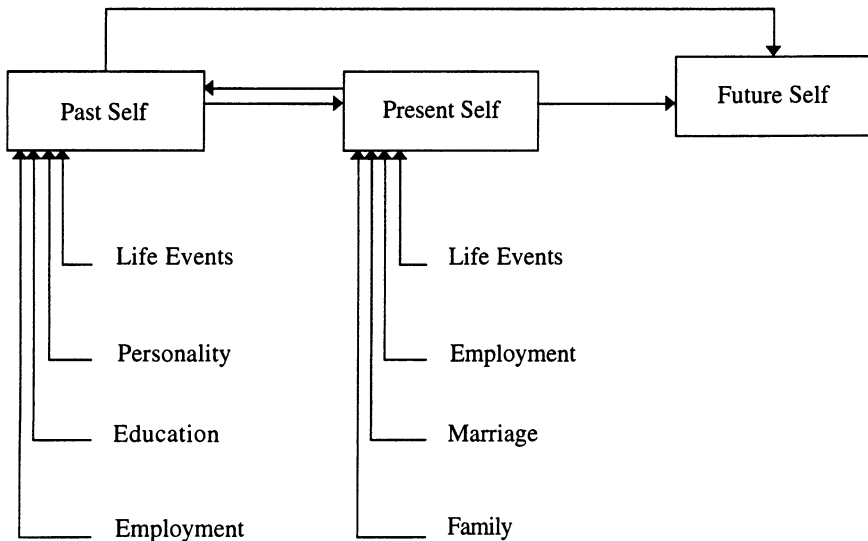 Past Self
Present Self
Future Self
Life Events
Personality
Education
Employment
Life Events
Employment
Marriage
Family